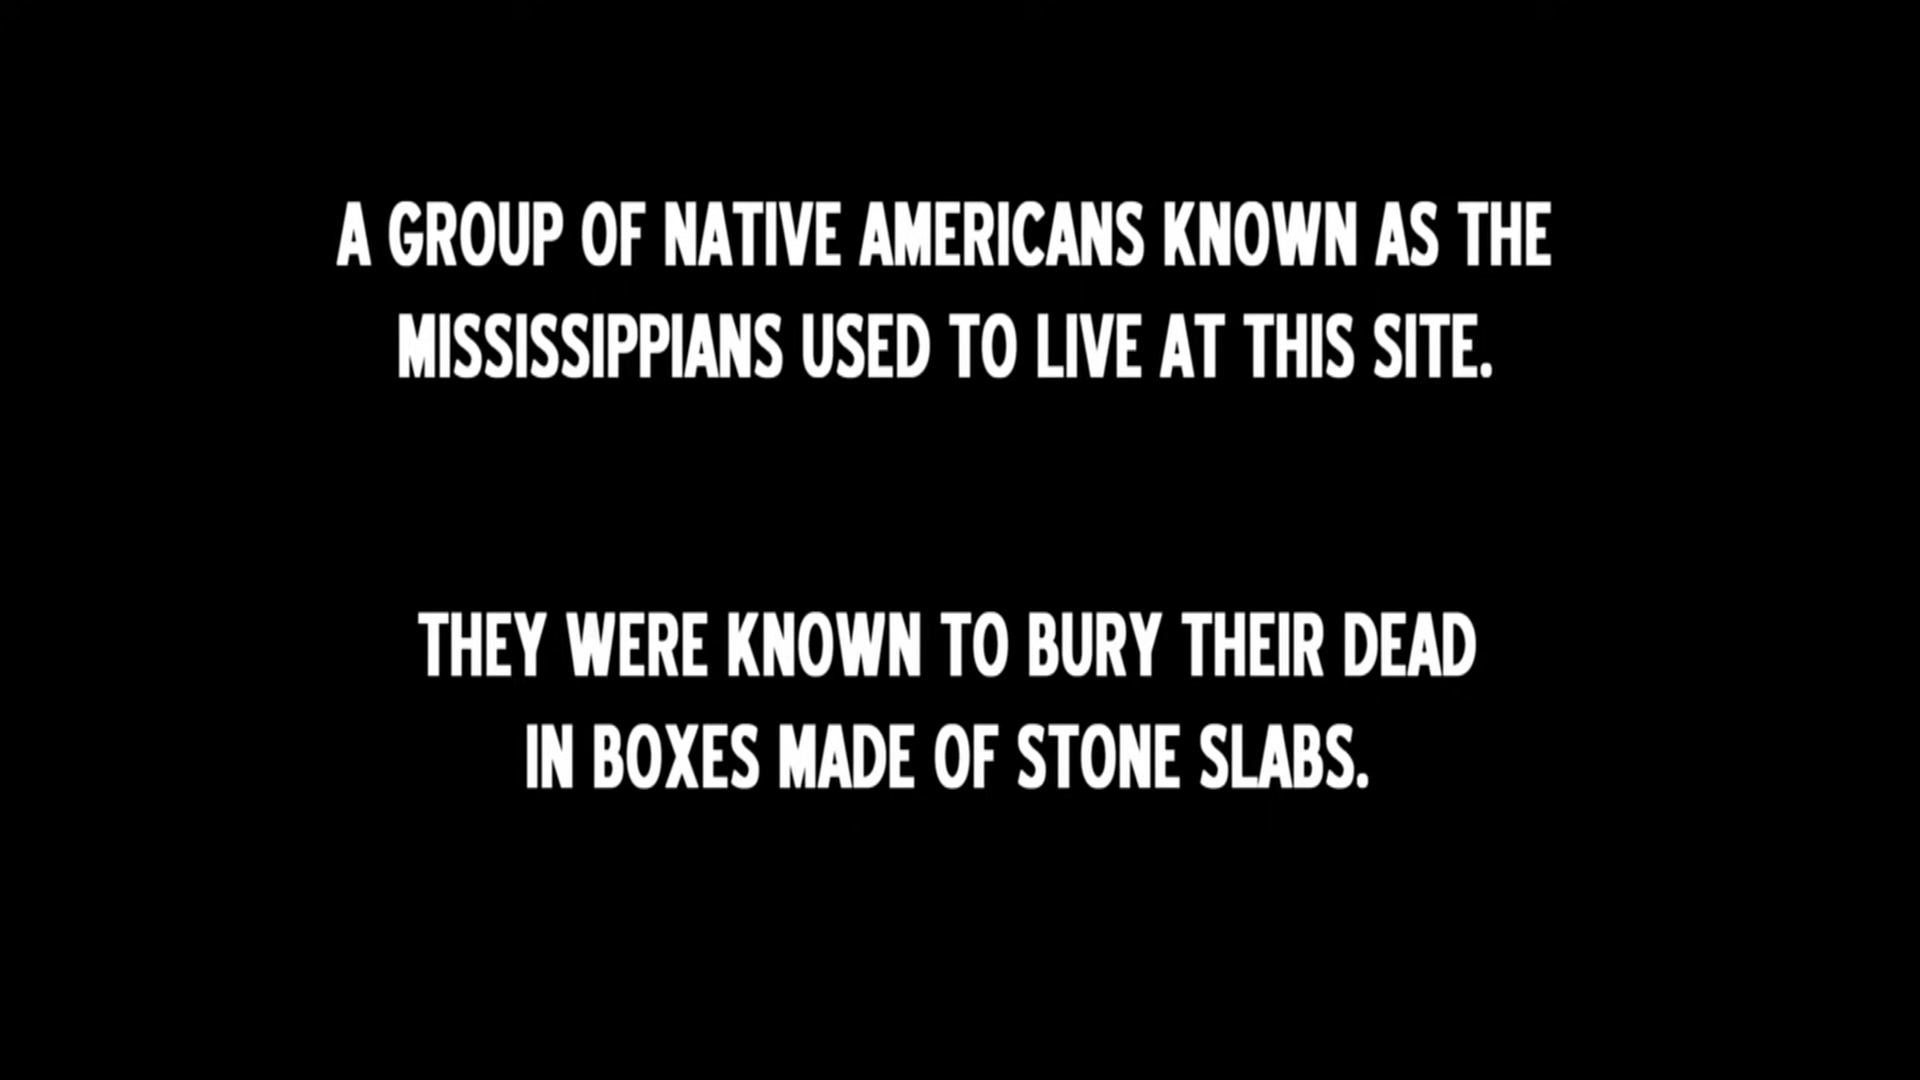 A GROUP OF NATIVE AMERICANS KNOWN AS THE
MISSISSIPPIANS USED TO LIVE AT THIS SITE.
THEY WERE KNOWN TO BURY THEIR DEAD
IN BOXES MADE OF STONE SLABS.